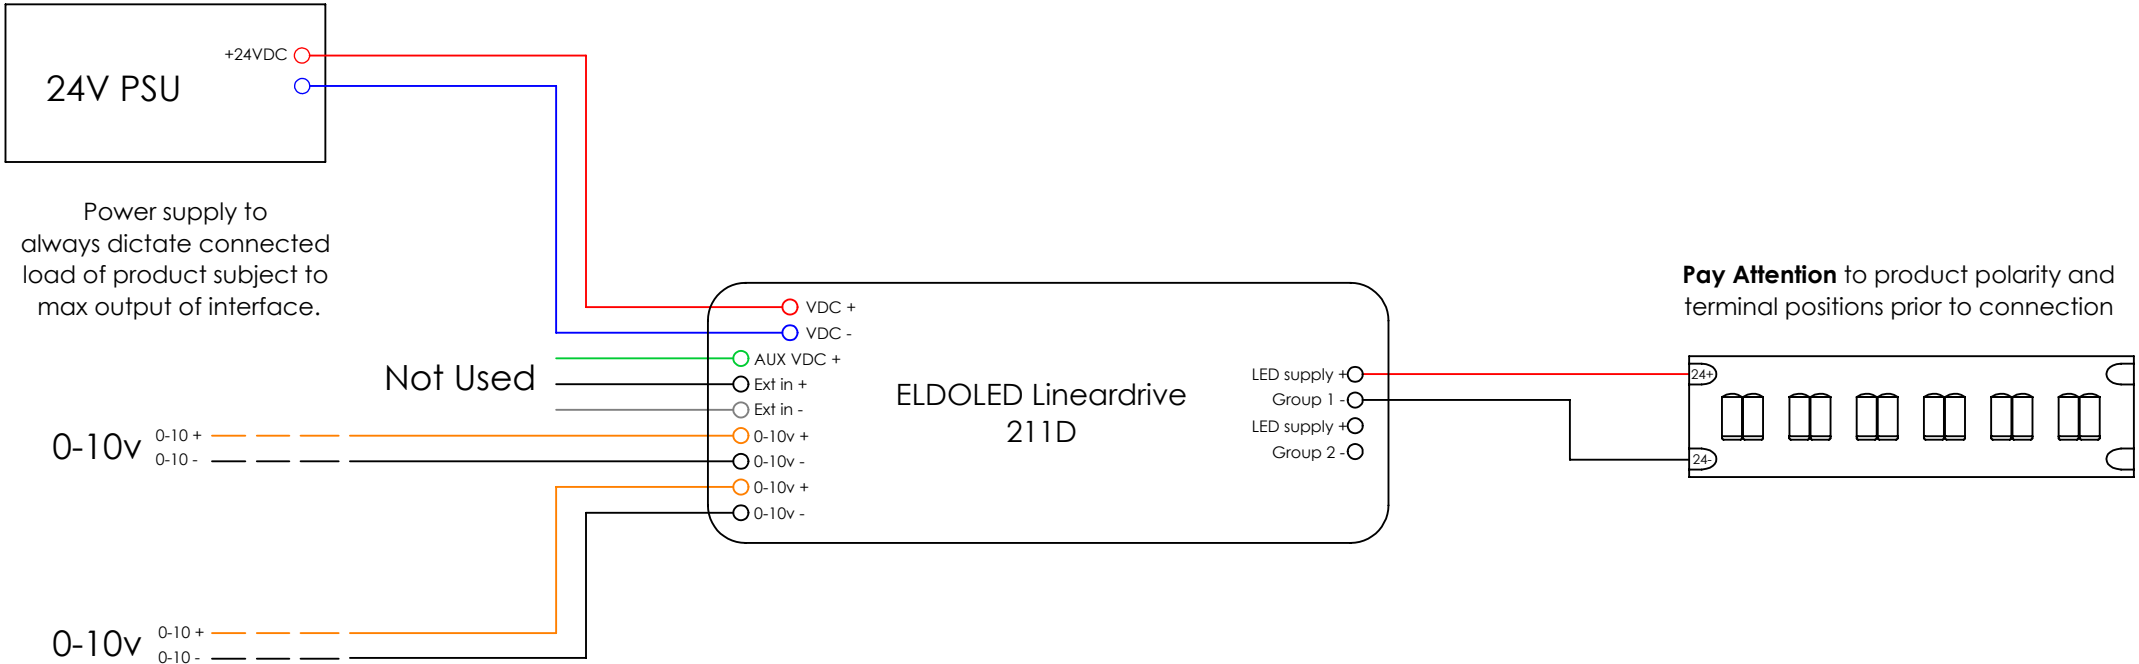 +24VDC
24V PSU
Power supply to
always dictate connected
load of product subject to
max output of interface.
Pay Attention to product polarity and
terminal positions prior to connection
VDC +
VDC -
AUX VDC +
Not Used
Ext in +
Ext in -
0-10v
0-10 +
0-10 -
0-10v +
0-10v -
0-10v +
0-10v -
ELDOLED Lineardrive
211D
LED supply +
Group 1 -
LED supply +
Group 2 -
24+
24-
0-10v
0-10 +
0-10 -